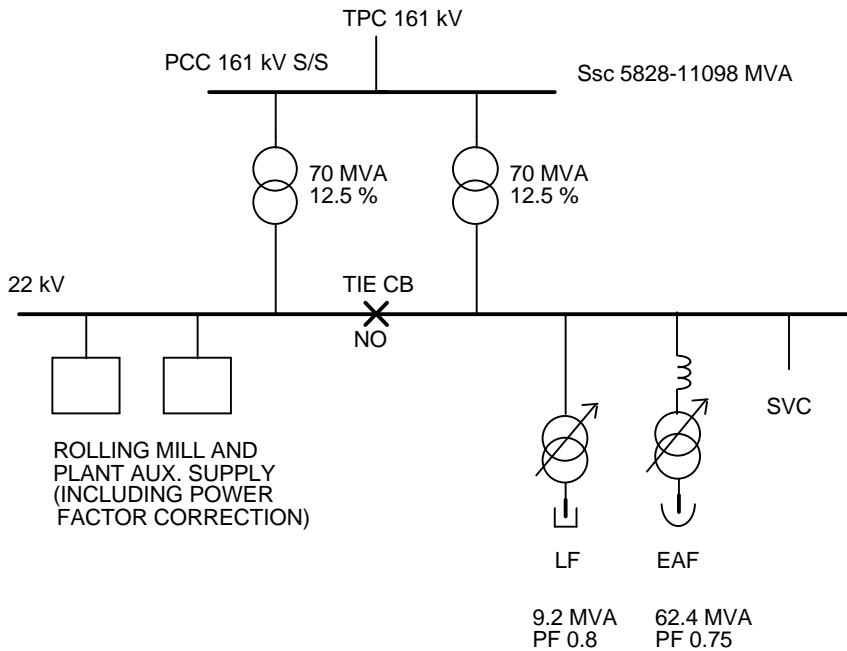 TPC 161 kV
PCC 161 kV S/S
Ssc 5828-11098 MVA
70 MVA
12.5 %
70 MVA
12.5 %
22 kV
TIE CB
NO
SVC
ROLLING MILL AND
PLANT AUX. SUPPLY
(INCLUDING POWER
FACTOR CORRECTION)
LF
EAF
9.2 MVA
PF 0.8
62.4 MVA
PF 0.75